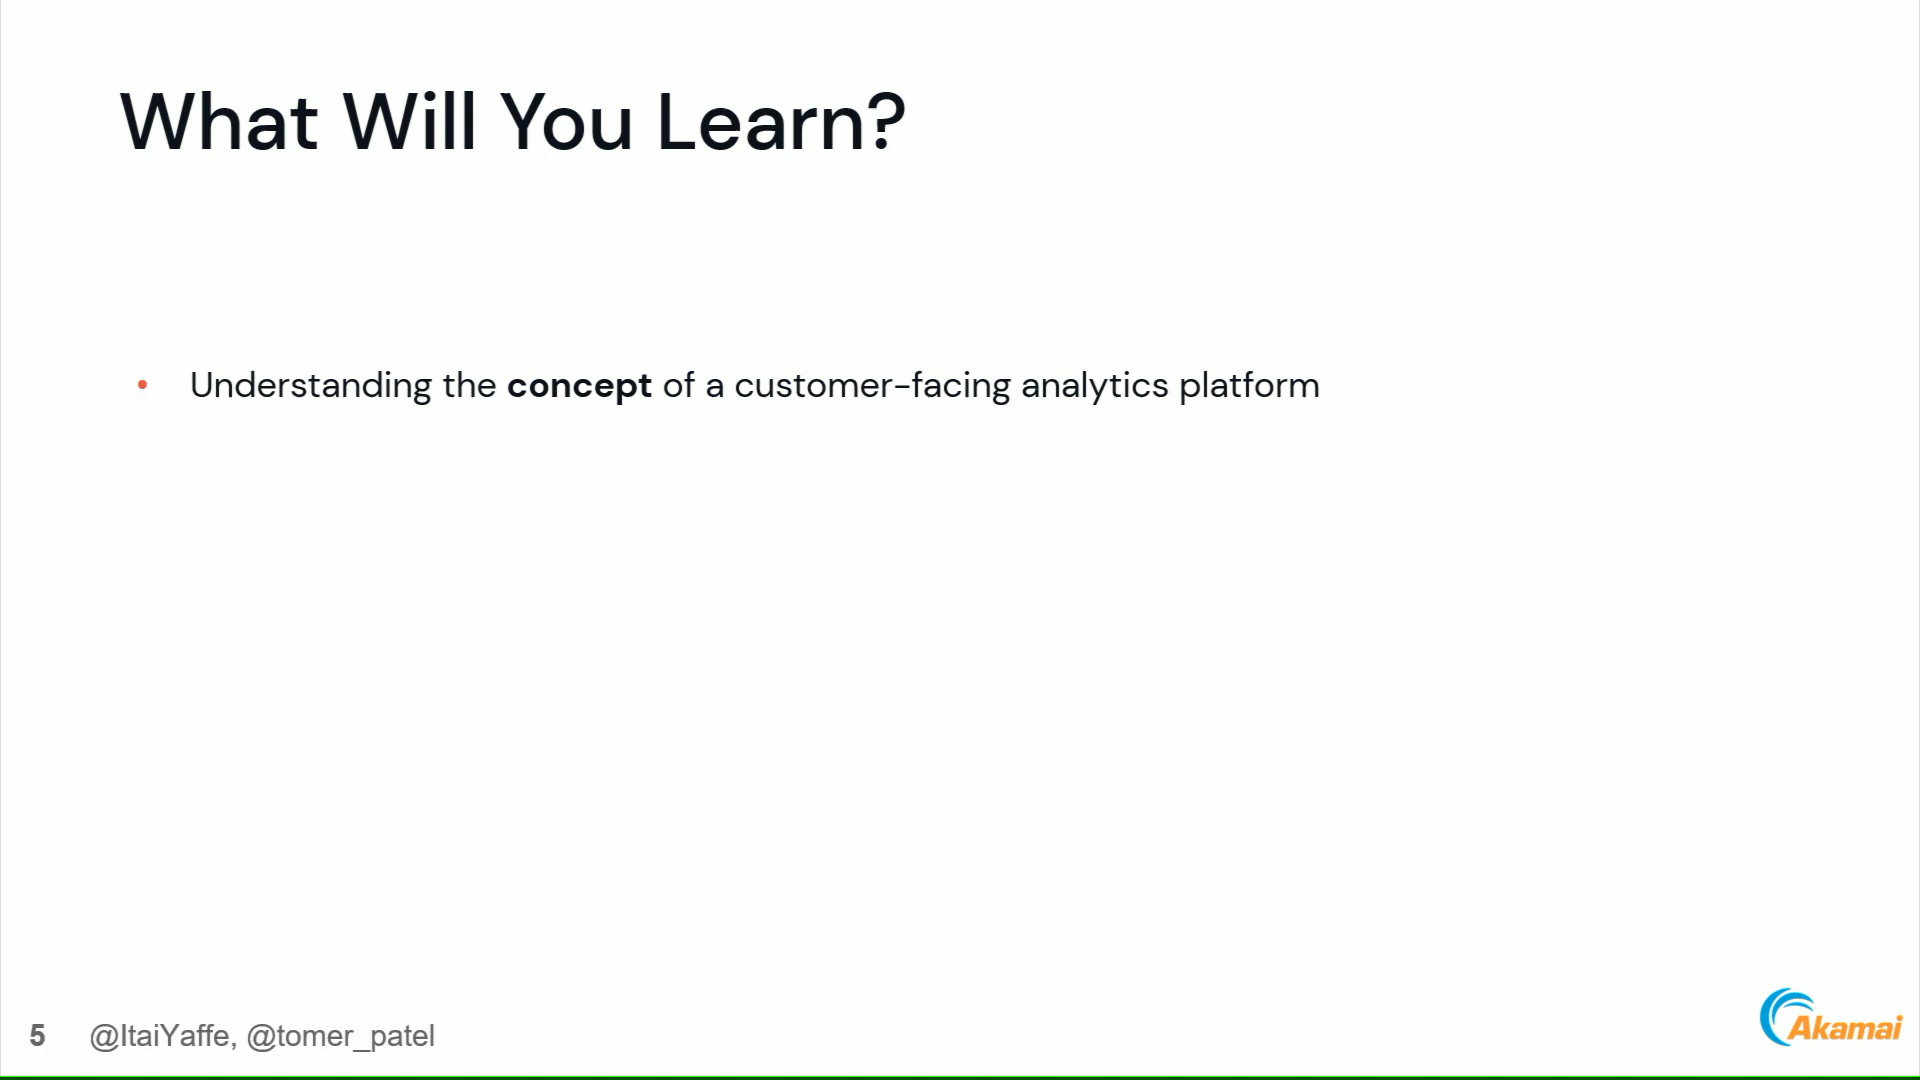 What Will You Learn?
• Understanding the concept of a customer-facing analytics platform
5 @ItaiYaffe, @tomer_patel
Akamai